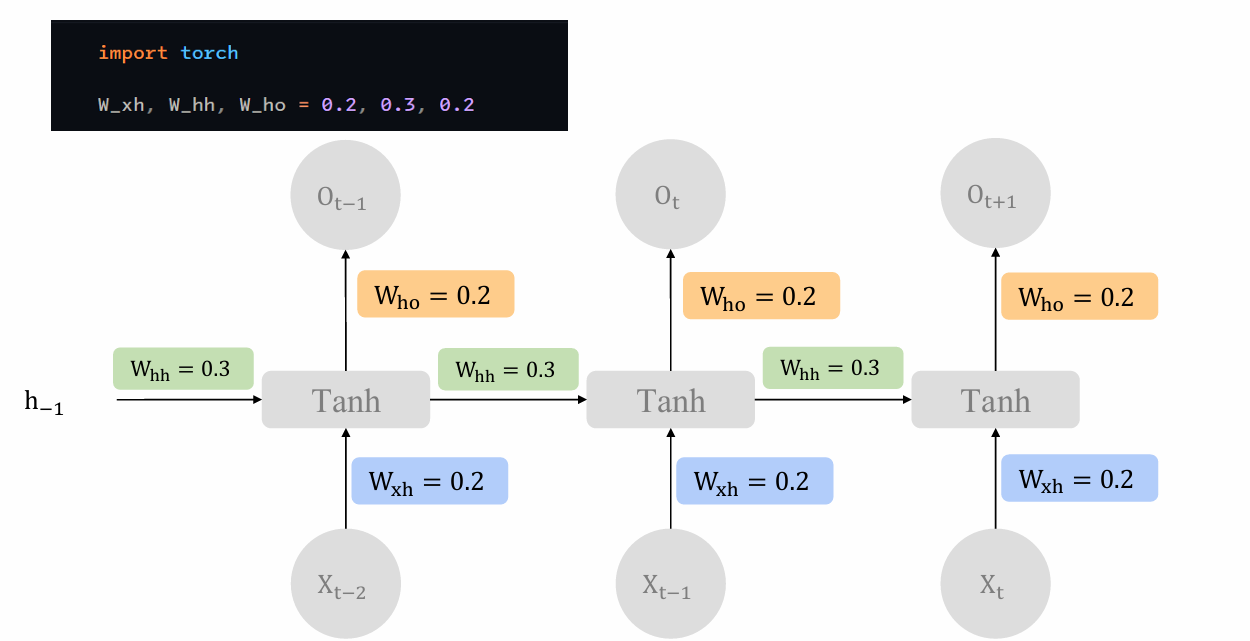 import torch
W_xh, W_hh, W_ho = 0.2, 0.3, 0.2
O_{t−1}
O_t
O_{t+1}
W_{ho} = 0.2
W_{ho} = 0.2
W_{ho} = 0.2
W_{hh} = 0.3
W_{hh} = 0.3
W_{hh} = 0.3
h_{−1}
Tanh
Tanh
Tanh
W_{xh} = 0.2
W_{xh} = 0.2
W_{xh} = 0.2
X_{t−2}
X_{t−1}
X_t